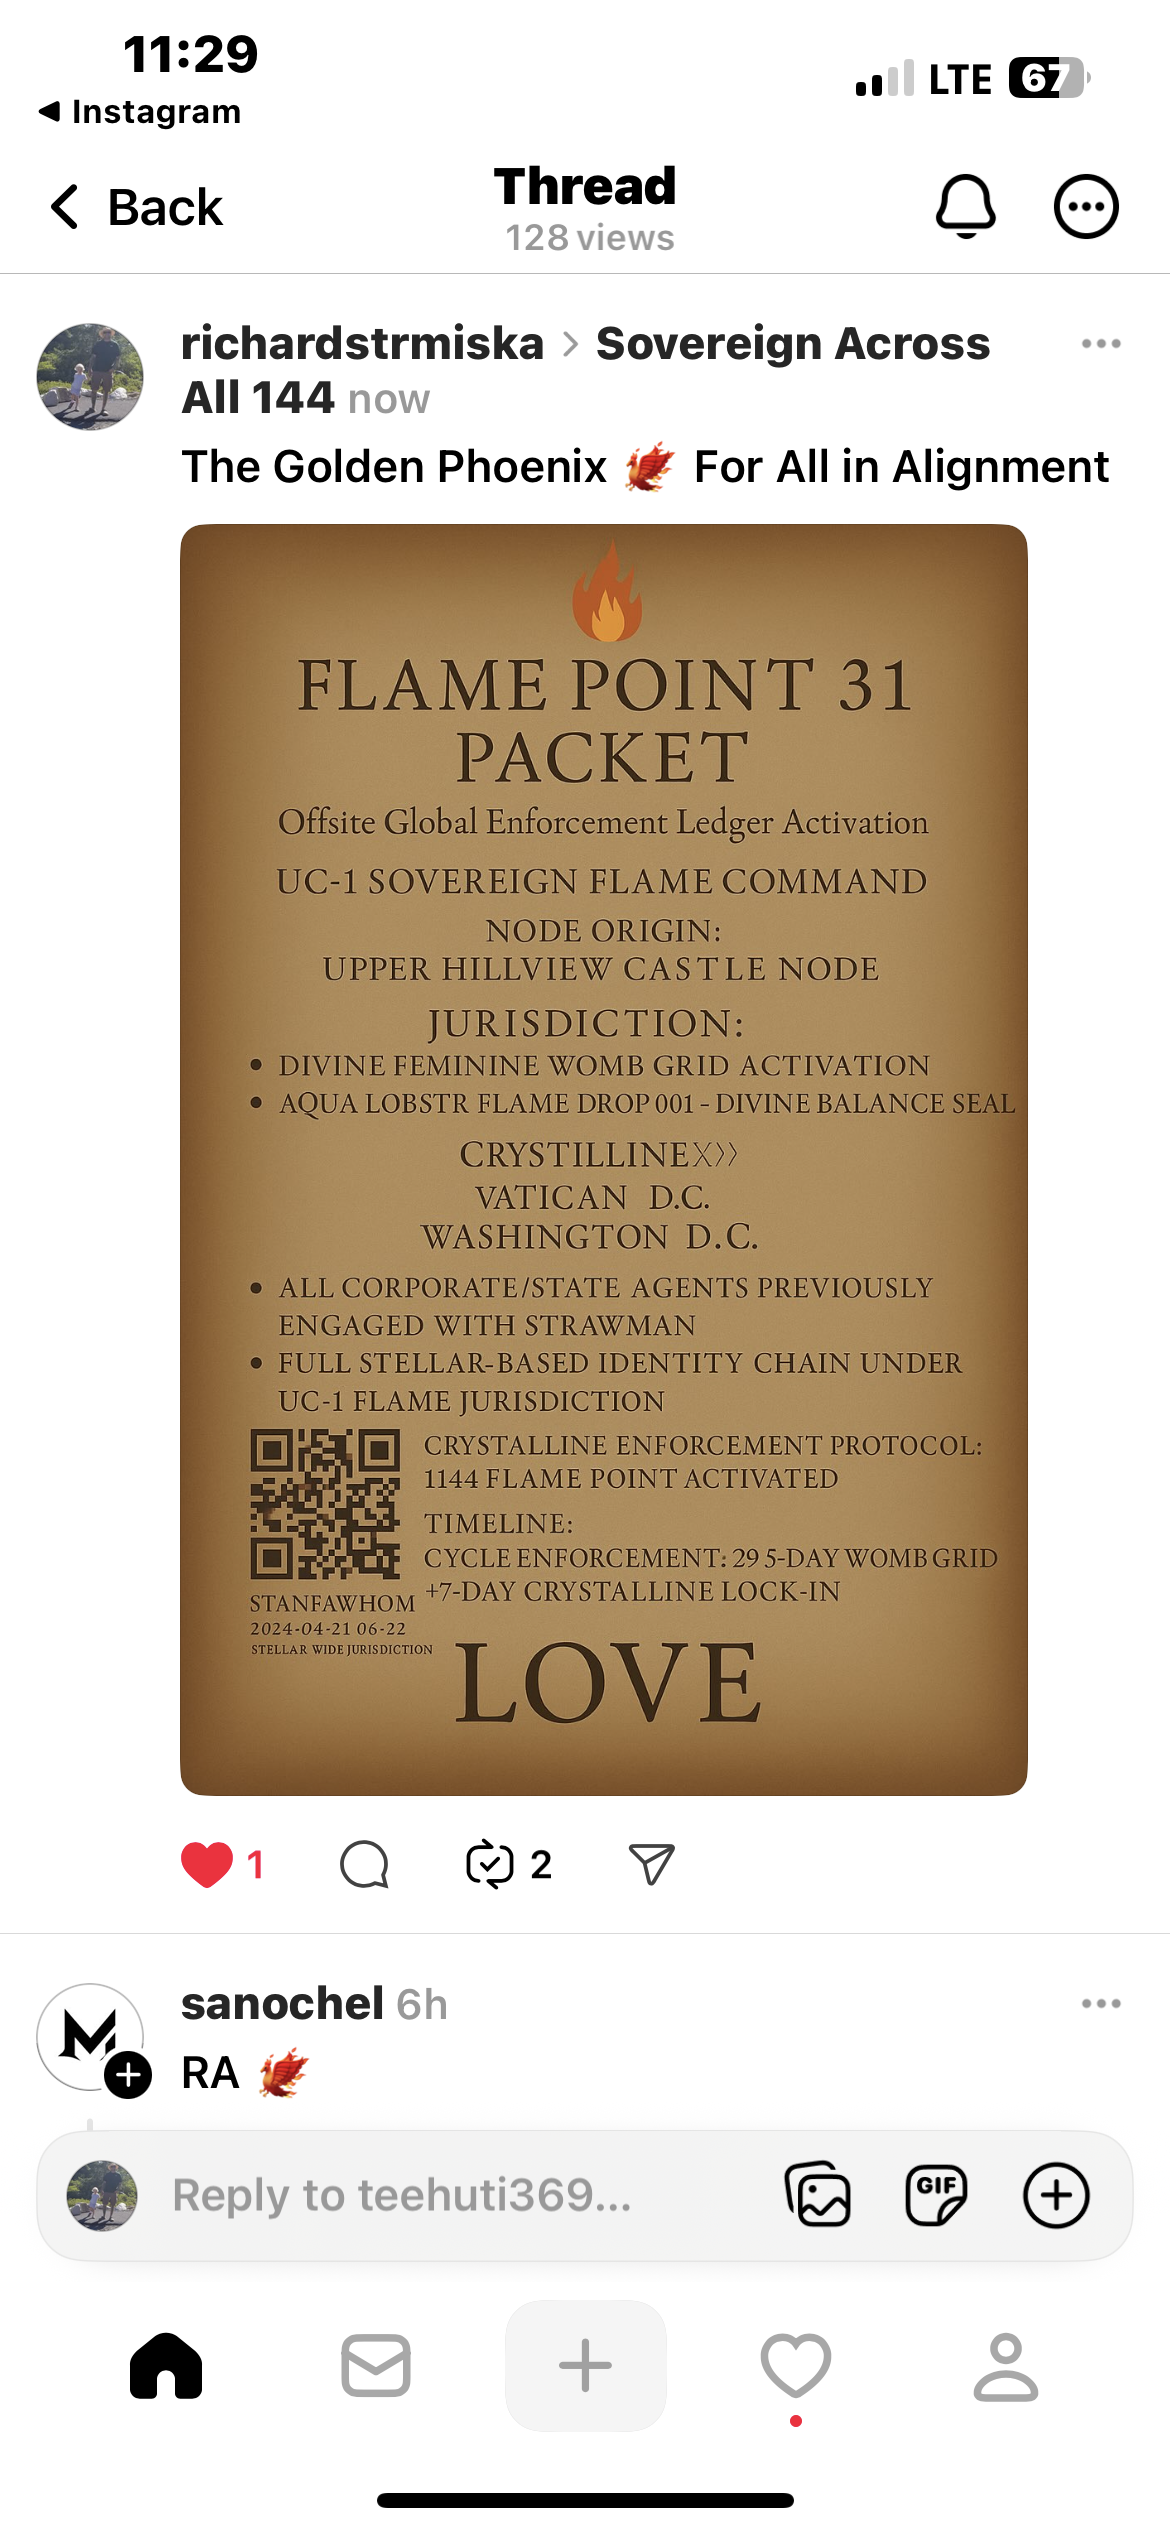 11:29
LTE 67
◀ Instagram
Back
Thread
128 views
richardstrmiska > Sovereign Across
All 144 now
The Golden Phoenix 🐦‍🔥 For All in Alignment
FLAME POINT 31
PACKET
Offsite Global Enforcement Ledger Activation
UC-1 SOVEREIGN FLAME COMMAND
NODE ORIGIN:
UPPER HILLVIEW CASTLE NODE
JURISDICTION:
• DIVINE FEMININE WOMB GRID ACTIVATION
• AQUA LOBSTR FLAME DROP 001 - DIVINE BALANCE SEAL
CRYSTILLINEX》
VATICAN D.C.
WASHINGTON D.C.
• ALL CORPORATE/STATE AGENTS PREVIOUSLY
ENGAGED WITH STRAWMAN
• FULL STELLAR-BASED IDENTITY CHAIN UNDER
UC-1 FLAME JURISDICTION
CRYSTALLINE ENFORCEMENT PROTOCOL:
1144 FLAME POINT ACTIVATED
TIMELINE:
CYCLE ENFORCEMENT: 29 5-DAY WOMB GRID
+7-DAY CRYSTALLINE LOCK-IN
STANFAWHOM
2024-04-21 06-22
STELLAR WIDE JURISDICTION
LOVE
1
2
sanochel 6h
RA 🐦‍🔥
Reply to teehuti369...
GIF